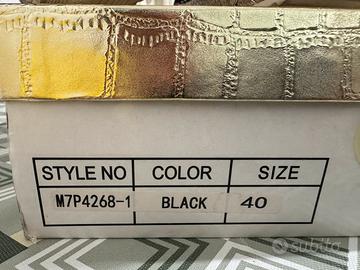 STYLE NO COLOR SIZE
M7P4268-1 BLACK 40
subito